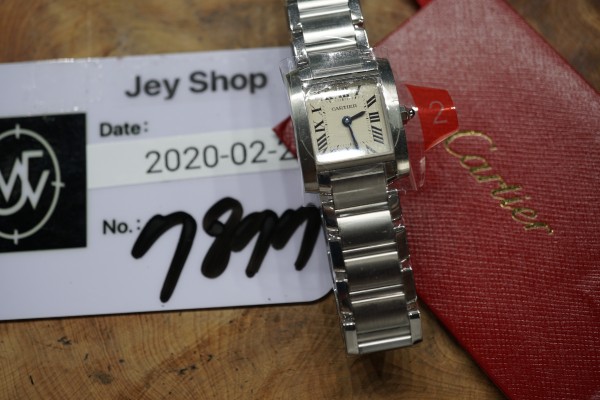 Jey Shop
Date:
2020-02-2
No.:
CARTIER
2
Cartier